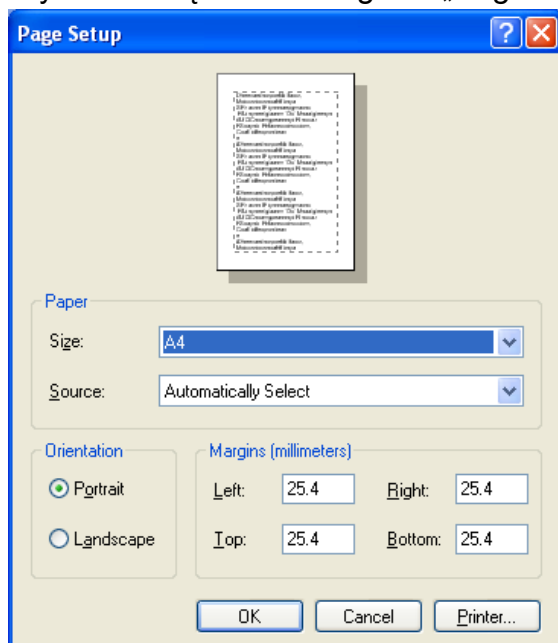 Page Setup
Paper
Size:
A4
Source:
Automatically Select
Orientation
Portrait
Landscape
Margins (millimeters)
Left:
25.4
Right:
25.4
Top:
25.4
Bottom:
25.4
OK
Cancel
Printer...